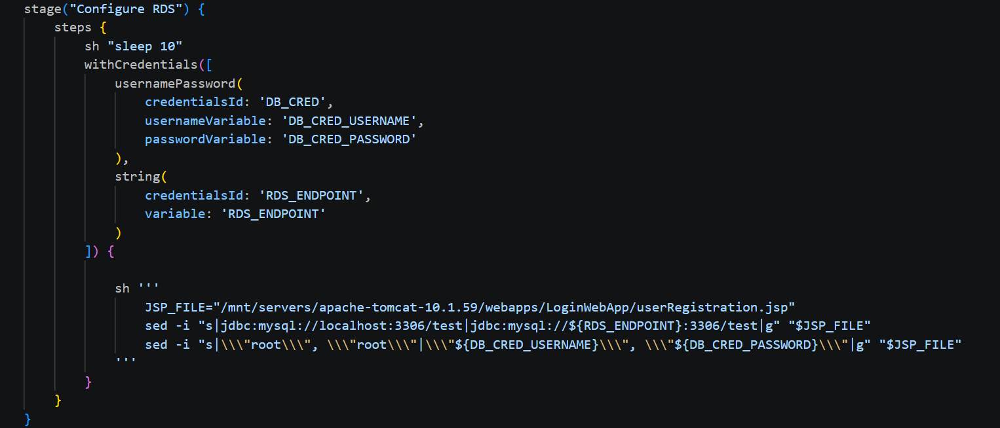 stage("Configure RDS") {
    steps {
        sh "sleep 10"
        withCredentials([
            usernamePassword(
                credentialsId: 'DB_CRED',
                usernameVariable: 'DB_CRED_USERNAME',
                passwordVariable: 'DB_CRED_PASSWORD'
            ),
            string(
                credentialsId: 'RDS_ENDPOINT',
                variable: 'RDS_ENDPOINT'
            )
        ]) {

            sh '''
                JSP_FILE="/mnt/servers/apache-tomcat-10.1.59/webapps/LoginWebApp/userRegistration.jsp"
                sed -i "s|jdbc:mysql://localhost:3306/test|jdbc:mysql://${RDS_ENDPOINT}:3306/test|g" "$JSP_FILE"
                sed -i "s|\\\"root\\\", \\\"root\\\"|\\\"${DB_CRED_USERNAME}\\\", \\\"${DB_CRED_PASSWORD}\\\"|g" "$JSP_FILE"
            '''
        }
    }
}